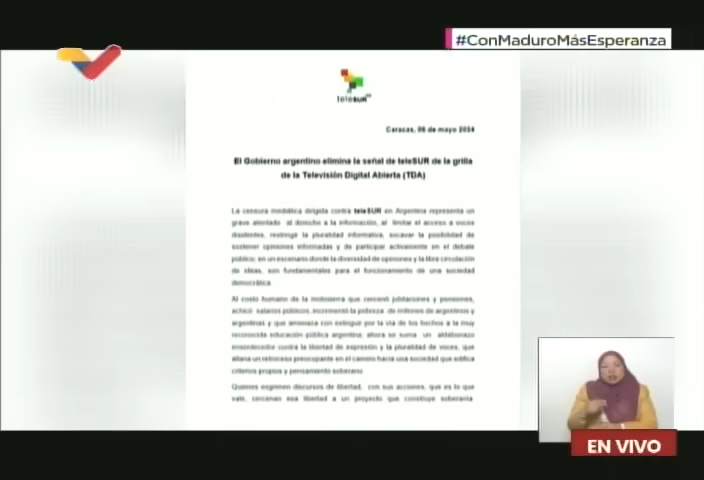 #ConMaduroMásEsperanza
teleSUR
Caracas, 06 de mayo 2024
El Gobierno argentino elimina la señal de teleSUR de la grilla
de la Televisión Digital Abierta (TDA)
La censura mediática dirigida contra teleSUR en Argentina representa un
grave atentado al derecho a la información, al limitar el acceso a voces
disidentes, restringir la pluralidad informativa, socavar la posibilidad de
sostener opiniones informadas y de participar activamente en el debate
público; en un escenario donde la diversidad de opiniones y la libre circulación
de ideas, son fundamentales para el funcionamiento de una sociedad
democrática.
Al costo humano de la motosierra que cercenó jubilaciones y pensiones,
achicó salarios públicos, incrementó la pobreza de millones de argentinos y
argentinas y que amenaza con extinguir por la vía de los hechos a la muy
reconocida educación pública argentina; ahora se suma un aldabonazo
ensordecedor contra la libertad de expresión y la pluralidad de voces, que
allana un retroceso preocupante en el camino hacia una sociedad que edifica
criterios propios y pensamiento soberano.
Quienes esgrimen discursos de libertad, con sus acciones, que es lo que
vale, cercenan esa libertad a un proyecto que construye soberanía
EN VIVO